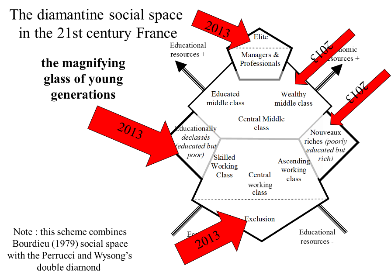 The diamantine social space
in the 21st century France
the magnifying
glass of young
generations
2013
Elite
Educational
resources +
Managers &
Professionals
2013
resources +
Educated
middle class
Wealthy
middle class
Central Middle
class
2013
2013
Educationally
declassés
(educated but
poor)
Nouveaux
riches (poorly
educated but
rich)
Skilled
Working
Class
Ascending
working
class
Central
working
class
2013
Exclusion
Educational
resources -
Note : this scheme combines
Bourdieu (1979) social space
with the Perrucci and Wysong's
double diamond